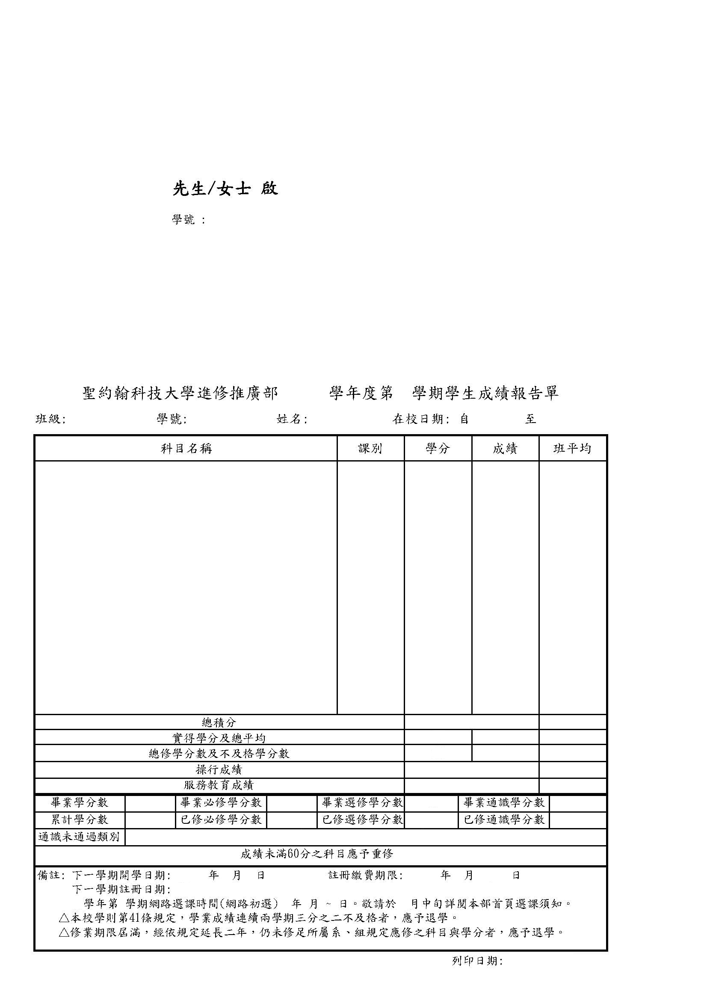 先生/女士 啟
學號 :
聖約翰科技大學進修推廣部 學年度第 學期學生成績報告單
班級: 學號: 姓名: 在校日期: 自 至
科目名稱 課別 學分 成績 班平均
總積分
實得學分及總平均
總修學分數及不及格學分數
操行成績
服務教育成績
畢業學分數 畢業必修學分數 畢業選修學分數 畢業通識學分數
累計學分數 已修必修學分數 已修選修學分數 已修通識學分數
通識未通過類別
成績未滿60分之科目應予重修
備註: 下一學期開學日期: 年 月 日 註冊繳費期限: 年 月 日
下一學期註冊日期:
學年第 學期網路選課時間(網路初選) 年 月 ~ 日。敬請於 月中旬詳閱本部首頁選課須知。
△本校學則第41條規定，學業成績連續兩學期三分之二不及格者，應予退學。
△修業期限屆滿，經依規定延長二年，仍未修足所屬系、組規定應修之科目與學分者，應予退學。
列印日期: